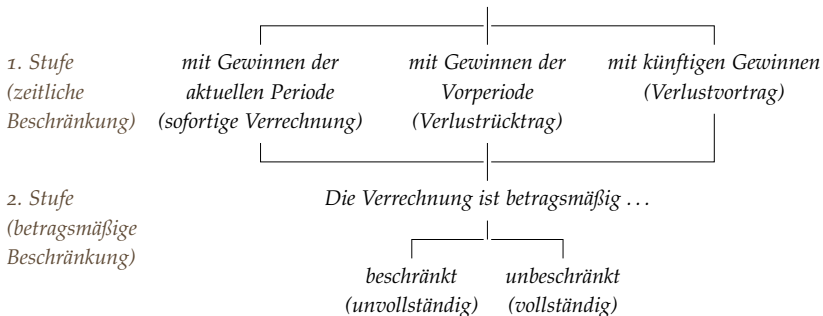 1. Stufe
(zeitliche
Beschränkung)
mit Gewinnen der
aktuellen Periode
(sofortige Verrechnung)
mit Gewinnen der
Vorperiode
(Verlustrücktrag)
mit künftigen Gewinnen
(Verlustvortrag)
2. Stufe
(betragsmäßige
Beschränkung)
Die Verrechnung ist betragsmäßig ...
beschränkt
(unvollständig)
unbeschränkt
(vollständig)